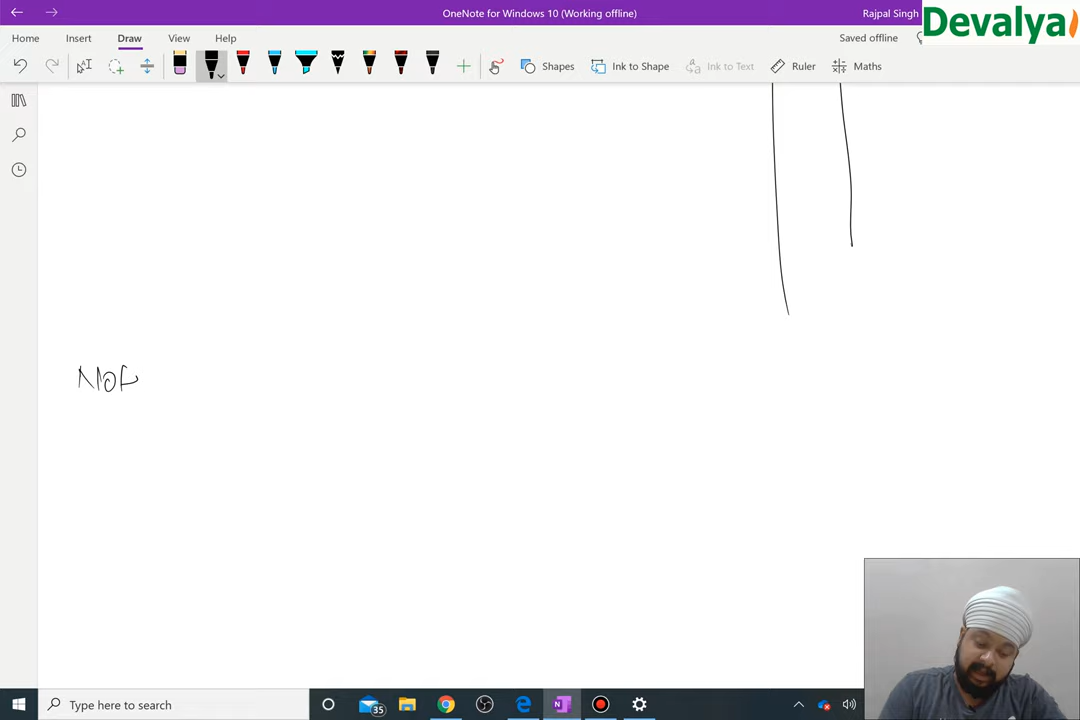 OneNote for Windows 10 (Working offline)
Rajpal Singh
Devalya
Home Insert Draw View Help
Saved offline
Shapes Ink to Shape Ink to Text Ruler Maths
Type here to search
35